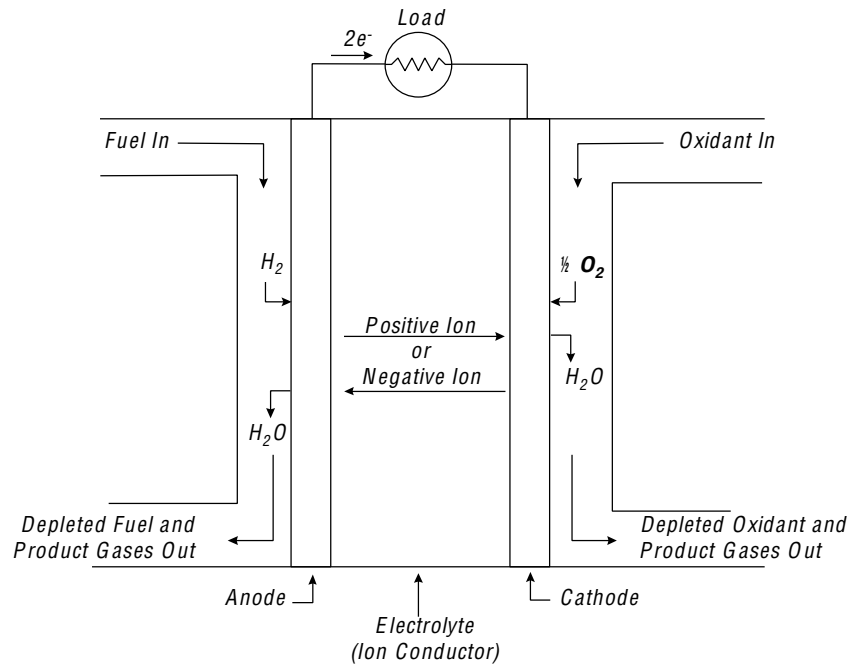 Load
2e⁻
Fuel In
Oxidant In
H₂
½ O₂
Positive Ion
or
Negative Ion
H₂O
H₂O
Depleted Fuel and
Product Gases Out
Depleted Oxidant and
Product Gases Out
Anode
Cathode
Electrolyte
(Ion Conductor)